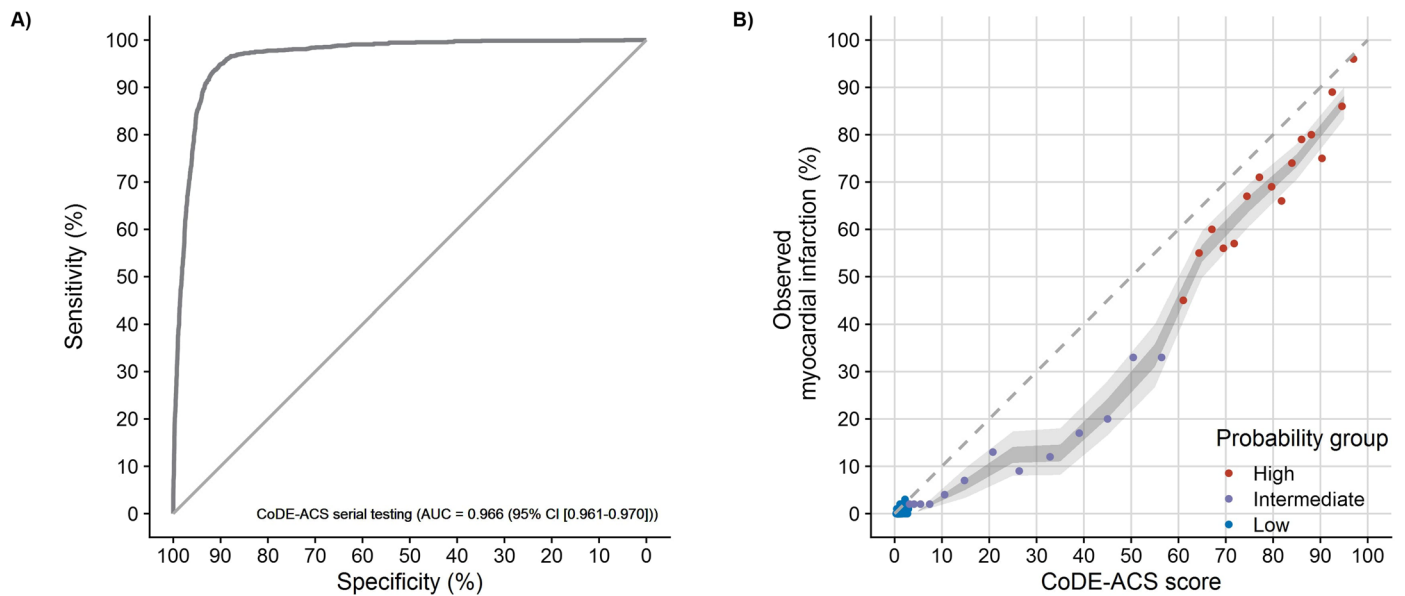 A)
100
90
80
70
60
50
40
30
20
10
0
Sensitivity (%)
CoDE-ACS serial testing (AUC = 0.966 (95% CI [0.961-0.970]))
100 90 80 70 60 50 40 30 20 10 0
Specificity (%)
B)
100
90
80
70
60
50
40
30
20
10
0
Observed
myocardial infarction (%)
Probability group
High
Intermediate
Low
0 10 20 30 40 50 60 70 80 90 100
CoDE-ACS score